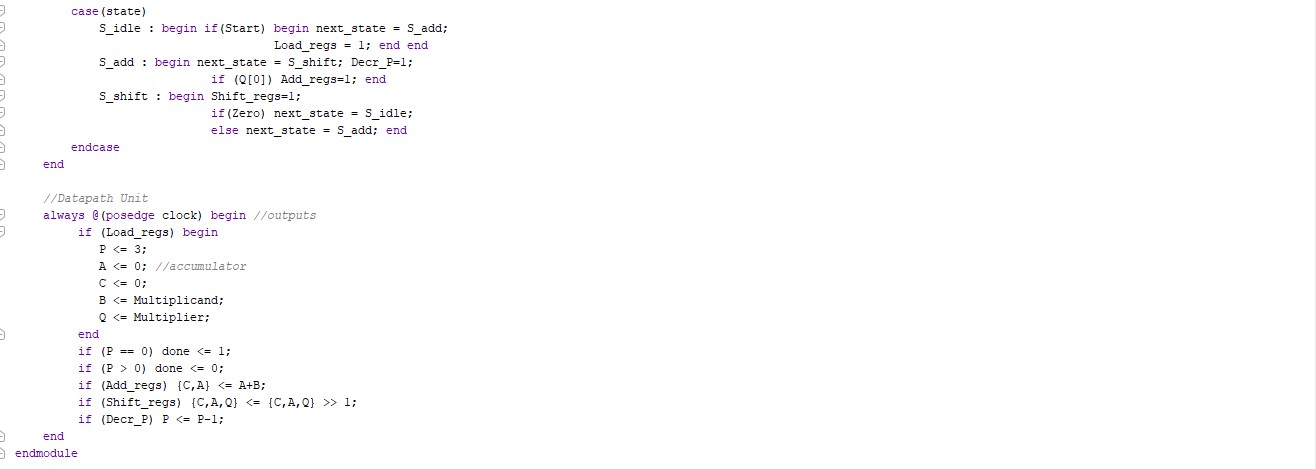 case(state)
S_idle : begin if(Start) begin next_state = S_add;
Load_regs = 1; end end
S_add : begin next_state = S_shift; Decr_P=1;
if (Q[0]) Add_regs=1; end
S_shift : begin Shift_regs=1;
if(Zero) next_state = S_idle;
else next_state = S_add; end
endcase
end
//Datapath Unit
always @(posedge clock) begin //outputs
if (Load_regs) begin
P <= 3;
A <= 0; //accumulator
C <= 0;
B <= Multiplicand;
Q <= Multiplier;
end
if (P == 0) done <= 1;
if (P > 0) done <= 0;
if (Add_regs) {C,A} <= A+B;
if (Shift_regs) {C,A,Q} <= {C,A,Q} >> 1;
if (Decr_P) P <= P-1;
end
endmodule